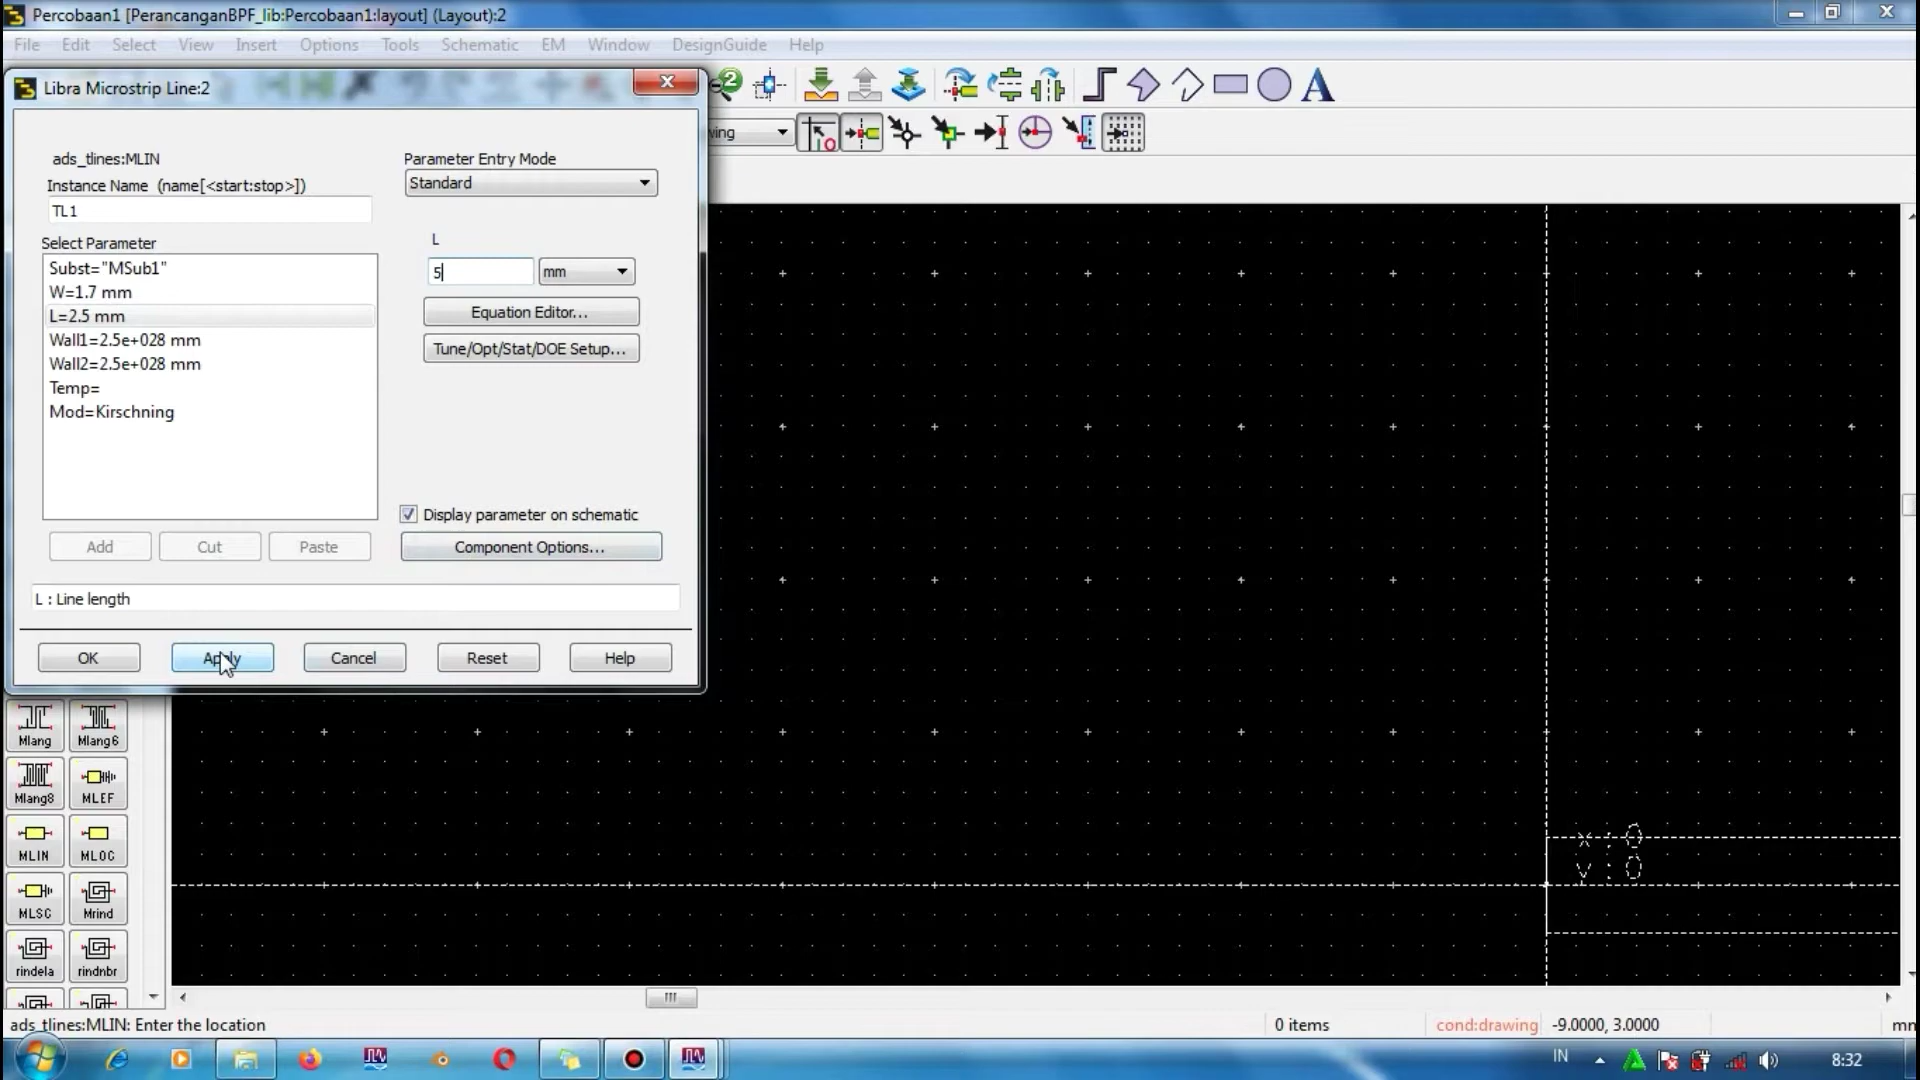 Percobaan1 [PerancanganBPF_lib:Percobaan1:layout] (Layout):2
File Edit Select View Insert Options Tools Schematic EM Window DesignGuide Help
Libra Microstrip Line:2
2
A
ads_tlines:MLIN
Parameter Entry Mode
Instance Name (name[<start:stop>])
Standard
TL1
Select Parameter
L
Subst="MSub1"
5
mm
W=1.7 mm
L=2.5 mm
Equation Editor...
Wall1=2.5e+028 mm
Tune/Opt/Stat/DOE Setup...
Wall2=2.5e+028 mm
Temp=
Mod=Kirschning
Display parameter on schematic
Add Cut Paste
Component Options...
L : Line length
OK Apply Cancel Reset Help
Mlang Mlang6
Mlang8 MLEF
MLIN MLOC
MLSC Mrind
rindela rindnbr
x : 0
y : 0
ads_tlines:MLIN: Enter the location
0 items
cond:drawing
-9.0000, 3.0000
mm
IN
8:32